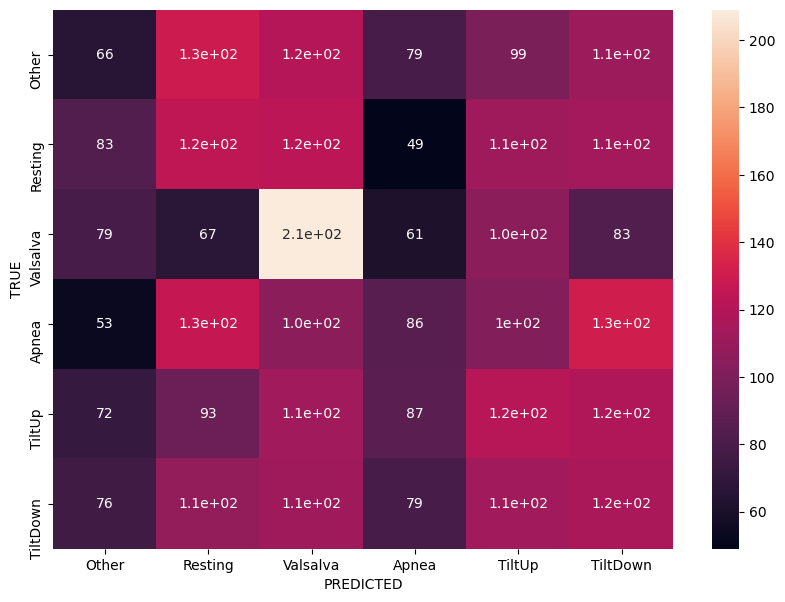 Other 66 1.3e+02 1.2e+02 79 99 1.1e+02
Resting 83 1.2e+02 1.2e+02 49 1.1e+02 1.1e+02
Valsalva 79 67 2.1e+02 61 1.0e+02 83
Apnea 53 1.3e+02 1.0e+02 86 1e+02 1.3e+02
TiltUp 72 93 1.1e+02 87 1.2e+02 1.2e+02
TiltDown 76 1.1e+02 1.1e+02 79 1.1e+02 1.2e+02
TRUE
Other Resting Valsalva Apnea TiltUp TiltDown
PREDICTED
200
180
160
140
120
100
80
60